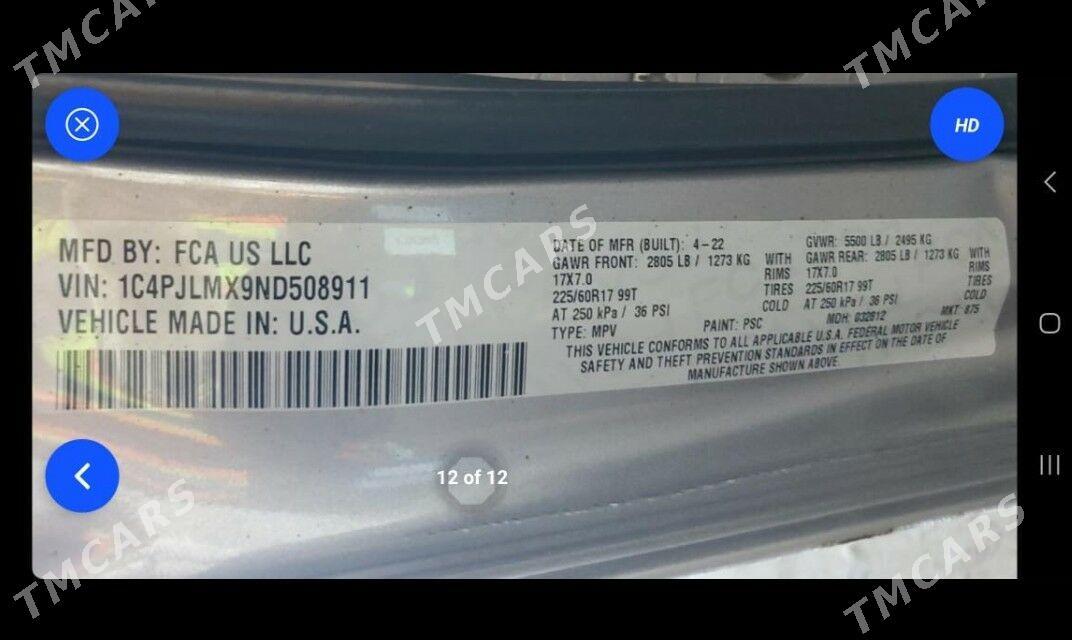 TMCARS
TMCARS
HD
MFD BY: FCA US LLC
VIN: 1C4PJLMX9ND508911
VEHICLE MADE IN: U.S.A.
DATE OF MFR (BUILT): 4-22
GVWR: 5500 LB / 2495 KG
GAWR FRONT: 2805 LB / 1273 KG WITH
17X7.0 RIMS
225/60R17 99T TIRES
AT 250 kPa / 36 PSI COLD
GAWR REAR: 2805 LB / 1273 KG WITH
17X7.0 RIMS
225/60R17 99T TIRES
AT 250 kPa / 36 PSI COLD
TYPE: MPV PAINT: PSC MDH: 032812 MKT: 875
THIS VEHICLE CONFORMS TO ALL APPLICABLE U.S.A. FEDERAL MOTOR VEHICLE
SAFETY AND THEFT PREVENTION STANDARDS IN EFFECT ON THE DATE OF
MANUFACTURE SHOWN ABOVE.
TMCARS
12 of 12
TMCARS
TMCARS